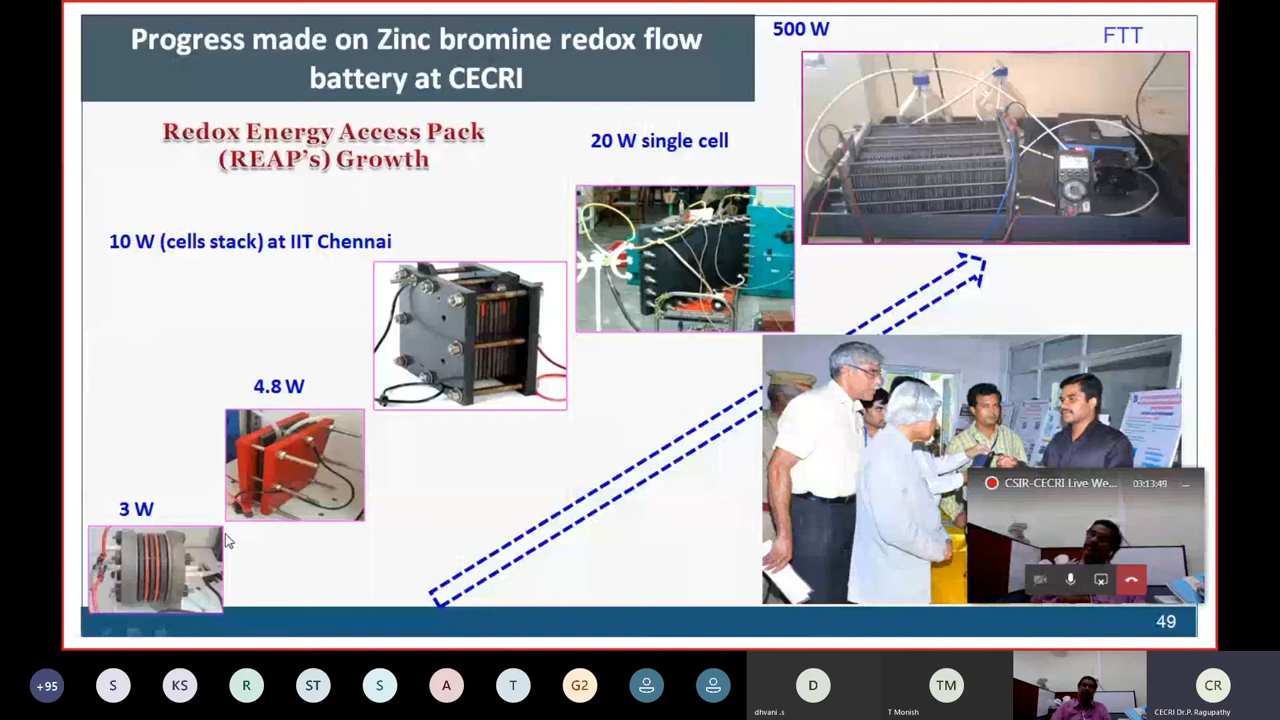 Progress made on Zinc bromine redox flow
battery at CECRI
500 W
FTT
Redox Energy Access Pack
(REAP's) Growth
20 W single cell
10 W (cells stack) at IIT Chennai
4.8 W
3 W
CSIR-CECRI Live We...
03:13:49
49
+95
S
KS
R
ST
S
A
T
G2
D
TM
CR
dhvani .s
T Monish
CECRI Dr.P. Ragupathy